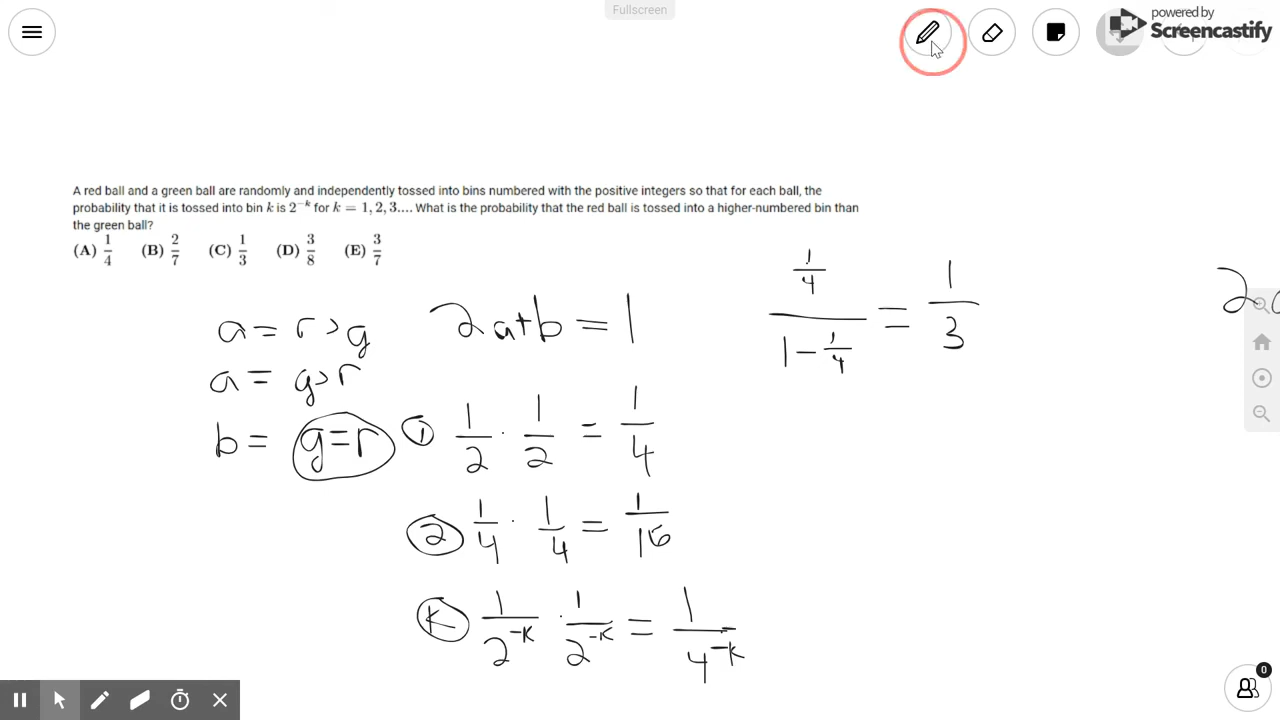 Fullscreen
powered by
Screencastify
A red ball and a green ball are randomly and independently tossed into bins numbered with the positive integers so that for each ball, the
probability that it is tossed into bin k is 2^{-k} for k = 1, 2, 3.... What is the probability that the red ball is tossed into a higher-numbered bin than
the green ball?
(A) 1/4 (B) 2/7 (C) 1/3 (D) 3/8 (E) 3/7
a = r > g
2a+b = 1
(1/4)/(1 - 1/4) = 1/3
2
a = g > r
b = g = r
① 1/2 · 1/2 = 1/4
② 1/4 · 1/4 = 1/16
Ⓚ 1/2^{-K} · 1/2^{-K} = 1/4^{-K}
0